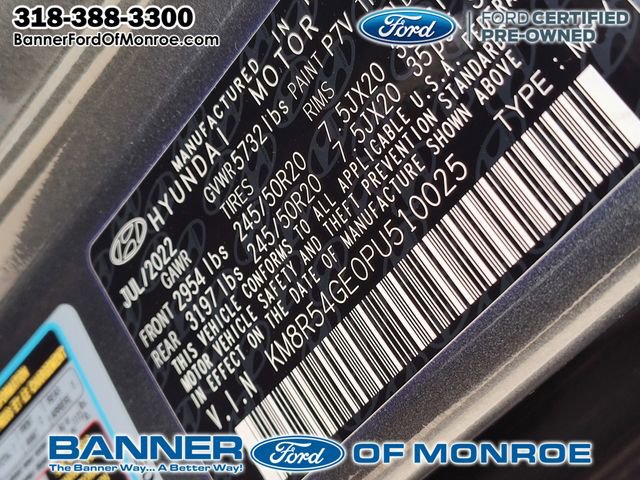 318-388-3300
BannerFordOfMonroe.com
Ford
FORD CERTIFIED
PRE-OWNED
MANUFACTURED
HYUNDAI MOTOR
JUL/2022 GVWR 5732 lbs PAINT P7V
GAWR TIRES RIMS
FRONT 2954 lbs 245/50R20 7.5JX20
REAR 3197 lbs 245/50R20 7.5JX20 35
THIS VEHICLE CONFORMS TO ALL APPLICABLE U.S.A.
MOTOR VEHICLE AND THEFT PREVENTION STANDARDS
IN EFFECT ON THE DATE OF MANUFACTURE SHOWN ABOVE
V.I.N KM8R54GE0PU510025 TYPE :
BANNER Ford OF MONROE
The Banner Way... A Better Way!